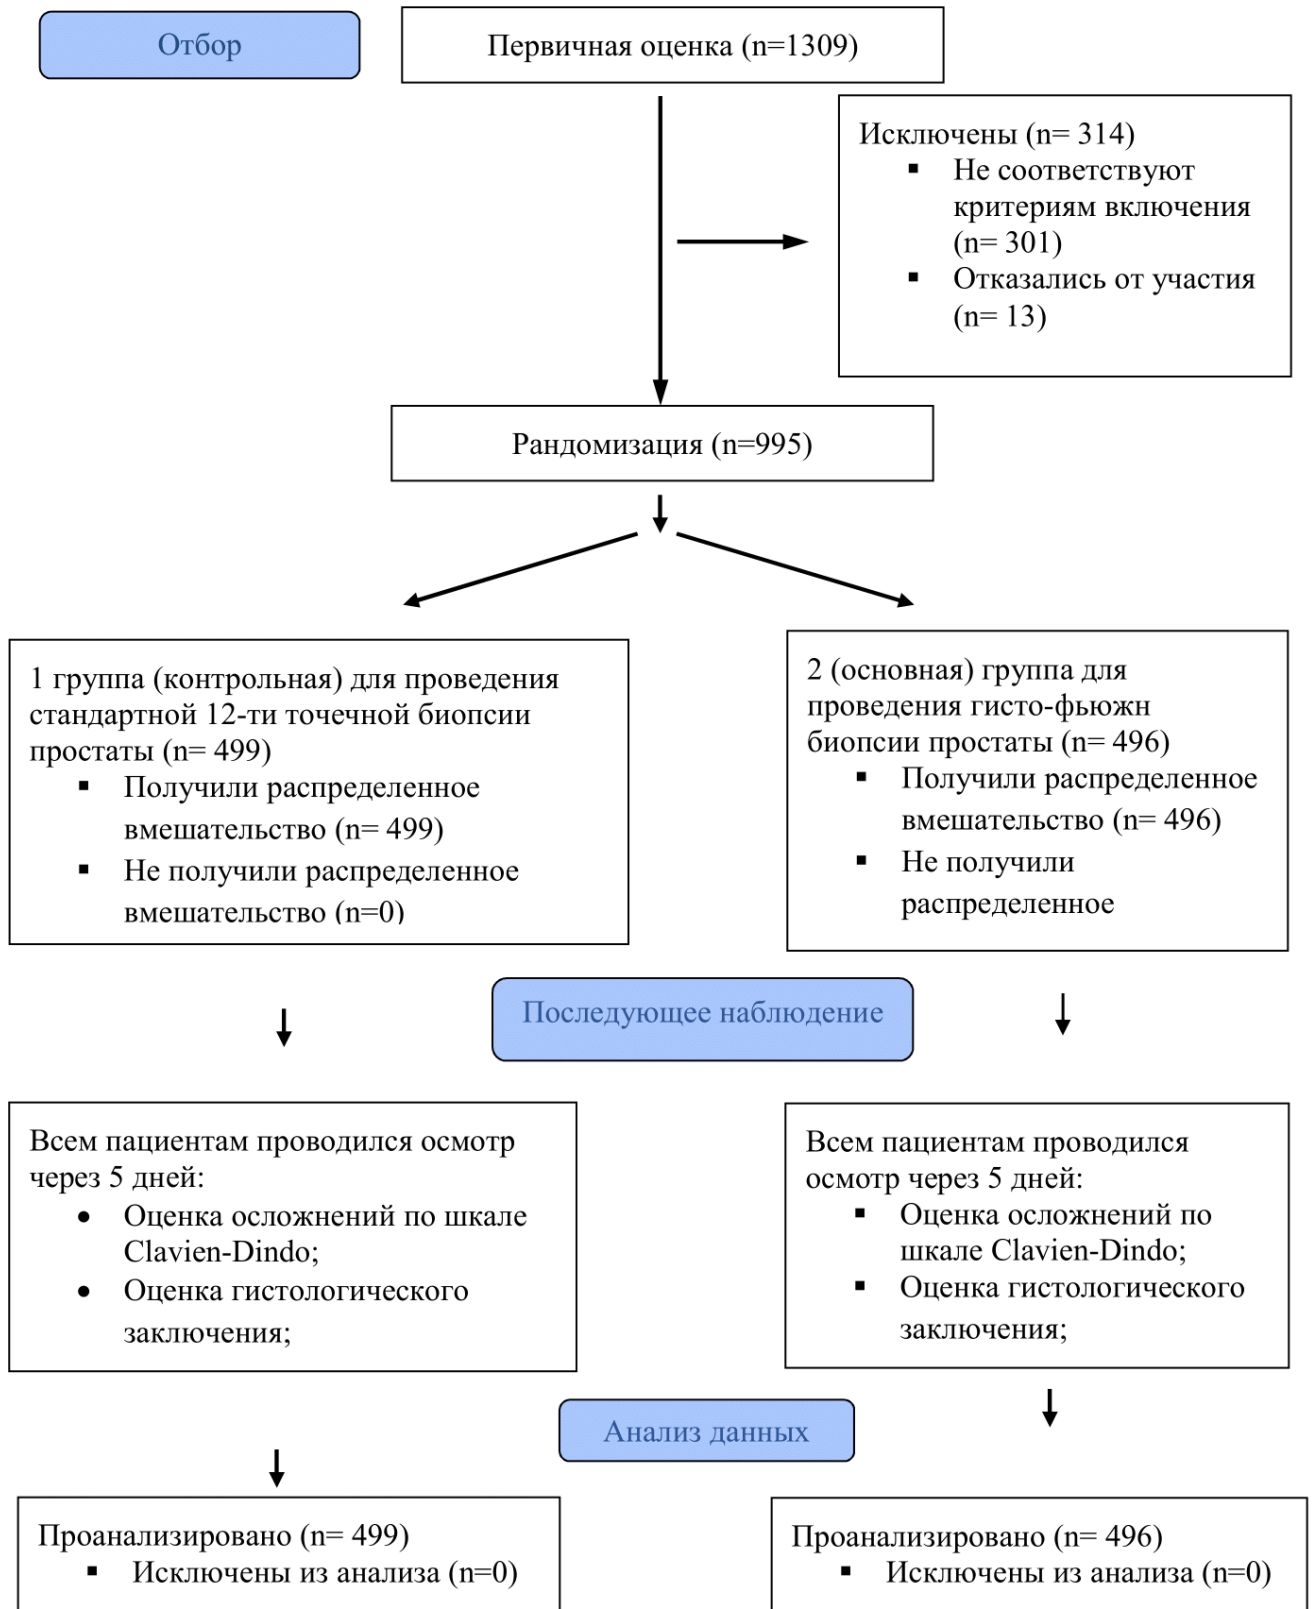 Отбор
Первичная оценка (n=1309)
Исключены (n= 314)
▪ Не соответствуют
критериям включения
(n= 301)
▪ Отказались от участия
(n= 13)
Рандомизация (n=995)
1 группа (контрольная) для проведения
стандартной 12-ти точечной биопсии
простаты (n= 499)
▪ Получили распределенное
вмешательство (n= 499)
▪ Не получили распределенное
вмешательство (n=0)
2 (основная) группа для
проведения гисто-фьюжн
биопсии простаты (n= 496)
▪ Получили распределенное
вмешательство (n= 496)
▪ Не получили
распределенное
Последующее наблюдение
Всем пациентам проводился осмотр
через 5 дней:
• Оценка осложнений по шкале
Clavien-Dindo;
• Оценка гистологического
заключения;
Всем пациентам проводился
осмотр через 5 дней:
▪ Оценка осложнений по
шкале Clavien-Dindo;
▪ Оценка гистологического
заключения;
Анализ данных
Проанализировано (n= 499)
▪ Исключены из анализа (n=0)
Проанализировано (n= 496)
▪ Исключены из анализа (n=0)